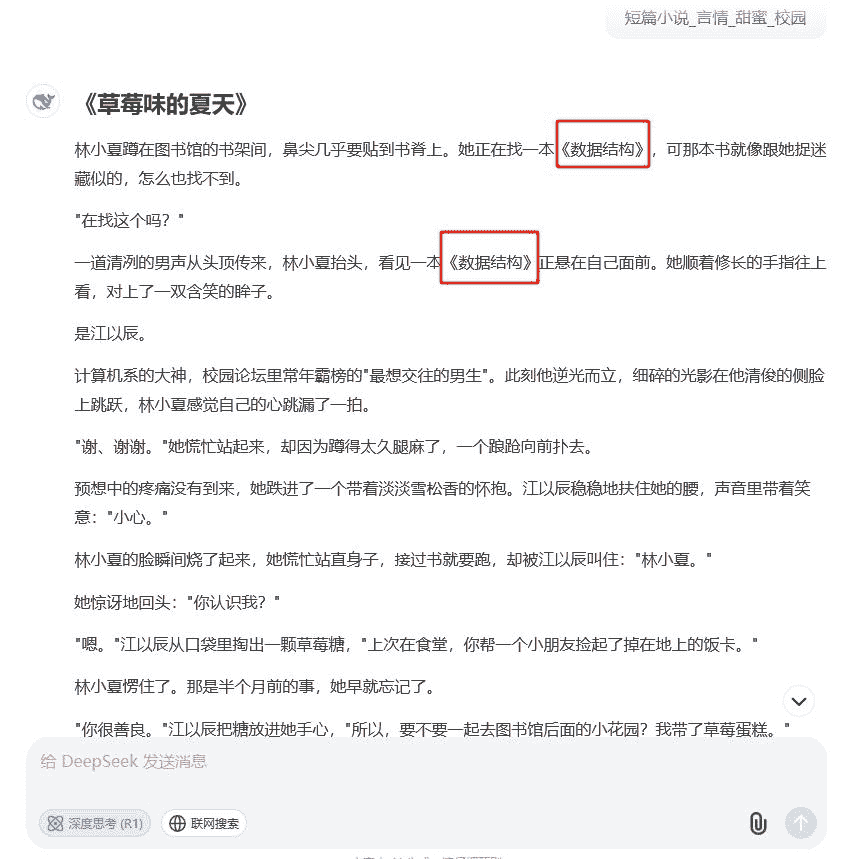 短篇小说_言情_甜蜜_校园
《草莓味的夏天》
林小夏蹲在图书馆的书架间，鼻尖几乎要贴到书脊上。她正在找一本《数据结构》，可那本书就像跟她捉迷
藏似的，怎么也找不到。
"在找这个吗？"
一道清冽的男声从头顶传来，林小夏抬头，看见一本《数据结构》正悬在自己面前。她顺着修长的手指往上
看，对上了一双含笑的眸子。
是江以辰。
计算机系的大神，校园论坛里常年霸榜的"最想交往的男生"。此刻他逆光而立，细碎的光影在他清俊的侧脸
上跳跃，林小夏感觉自己的心跳漏了一拍。
"谢、谢谢。"她慌忙站起来，却因为蹲得太久腿麻了，一个踉跄向前扑去。
预想中的疼痛没有到来，她跌进了一个带着淡淡雪松香的怀抱。江以辰稳稳地扶住她的腰，声音里带着笑
意："小心。"
林小夏的脸瞬间烧了起来，她慌忙站直身子，接过书就要跑，却被江以辰叫住："林小夏。"
她惊讶地回头："你认识我？"
"嗯。"江以辰从口袋里掏出一颗草莓糖，"上次在食堂，你帮一个小朋友捡起了掉在地上的饭卡。"
林小夏愣住了。那是半个月前的事，她早就忘记了。
"你很善良。"江以辰把糖放进她手心，"所以，要不要一起去图书馆后面的小花园？我带了草莓蛋糕。"
给 DeepSeek 发送消息
深度思考 (R1)
联网搜索